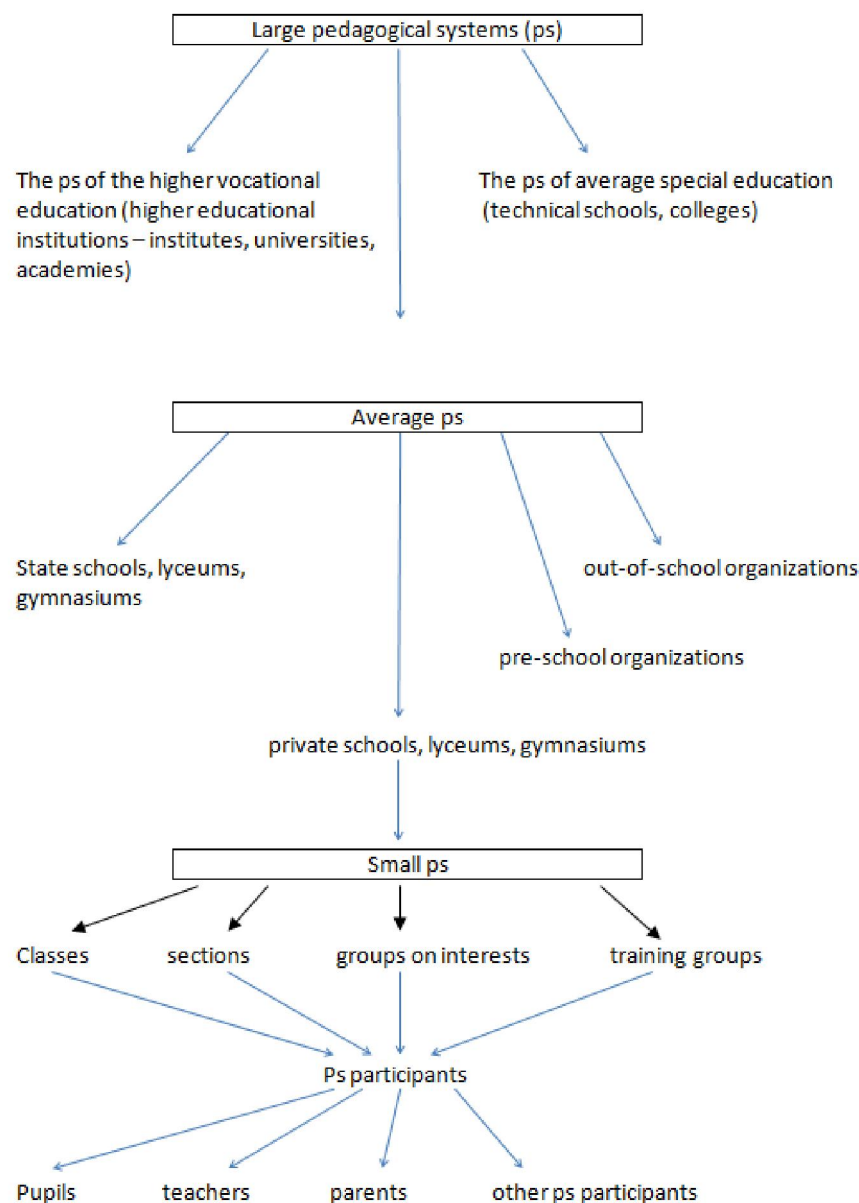 Large pedagogical systems (ps)
The ps of the higher vocational
education (higher educational
institutions – institutes, universities,
academies)
The ps of average special education
(technical schools, colleges)
Average ps
State schools, lyceums,
gymnasiums
out-of-school organizations
pre-school organizations
private schools, lyceums, gymnasiums
Small ps
Classes
sections
groups on interests
training groups
Ps participants
Pupils
teachers
parents
other ps participants